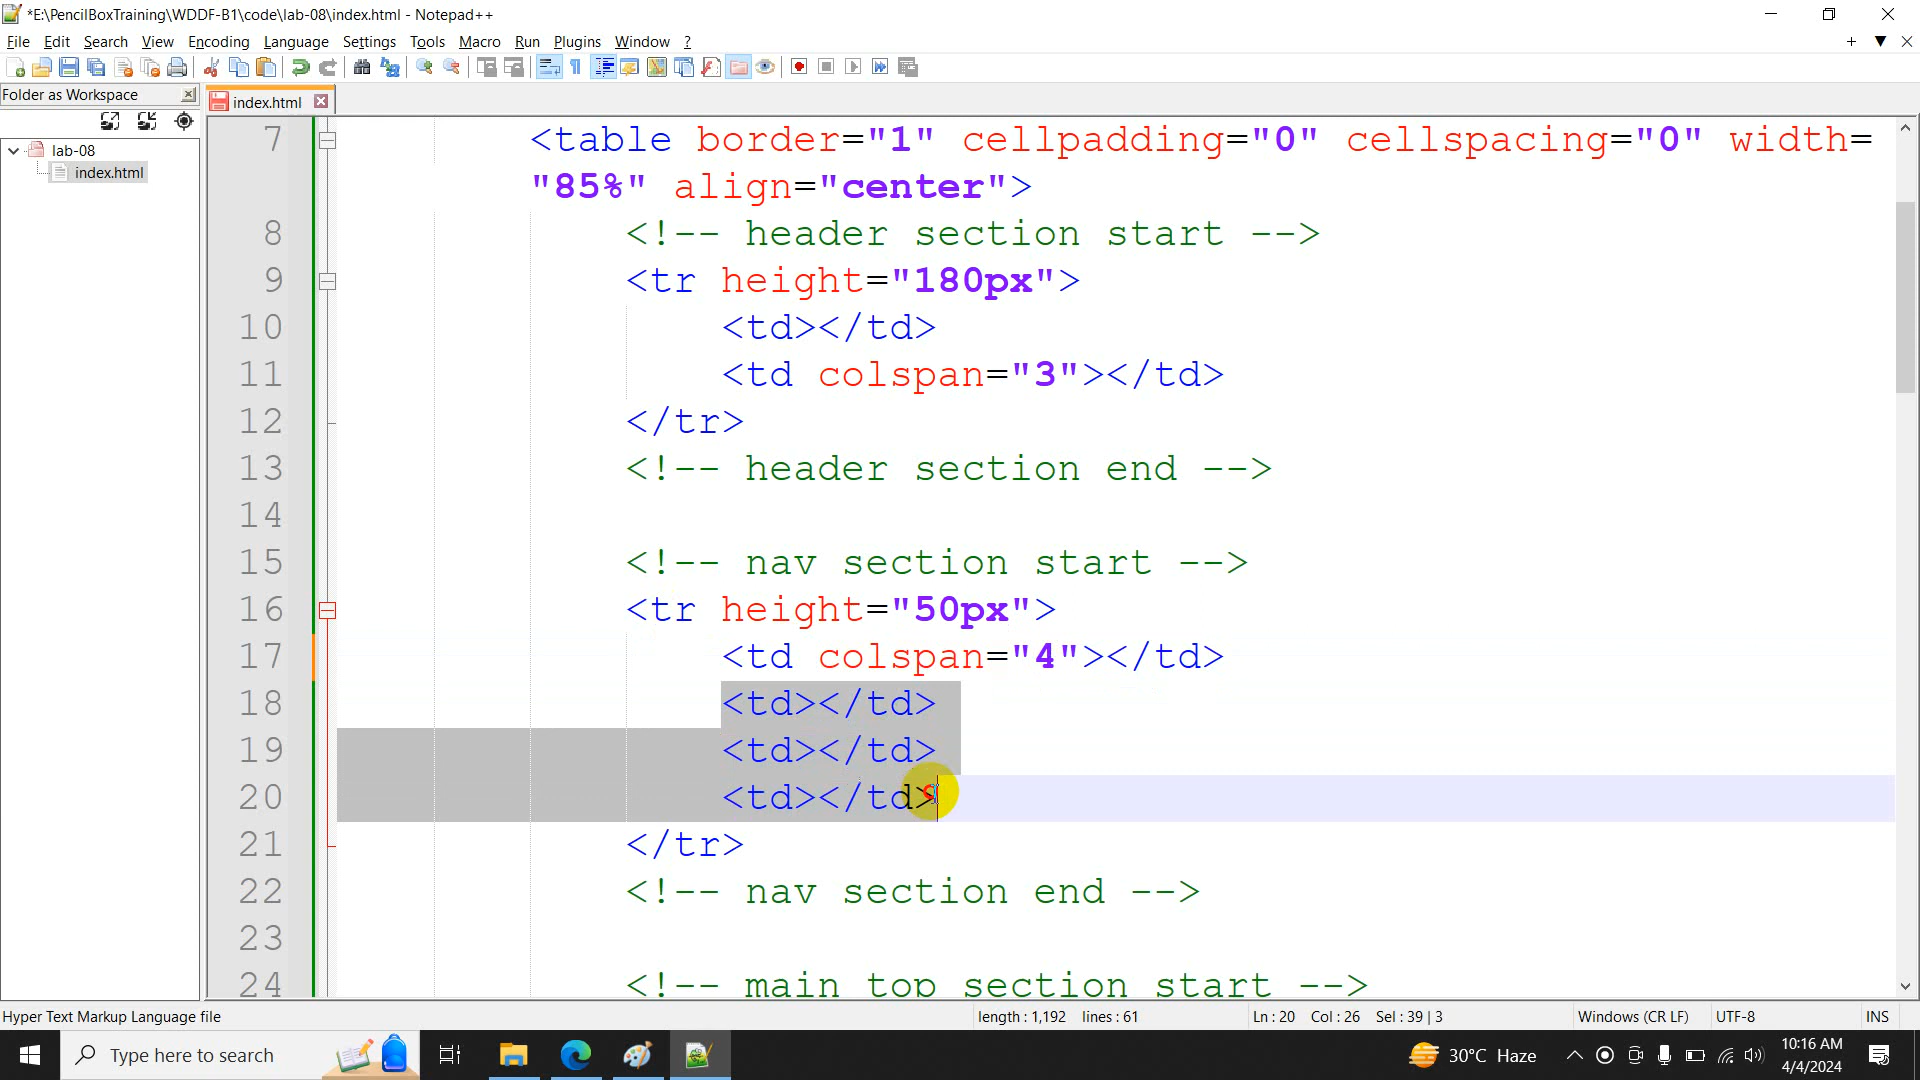 *E:\PencilBoxTraining\WDDF-B1\code\lab-08\index.html - Notepad++
File Edit Search View Encoding Language Settings Tools Macro Run Plugins Window ?
Folder as Workspace
index.html
lab-08
index.html
7 <table border="1" cellpadding="0" cellspacing="0" width=
"85%" align="center">
8 <!-- header section start -->
9 <tr height="180px">
10 <td></td>
11 <td colspan="3"></td>
12 </tr>
13 <!-- header section end -->
14
15 <!-- nav section start -->
16 <tr height="50px">
17 <td colspan="4"></td>
18 <td></td>
19 <td></td>
20 <td></td>
21 </tr>
22 <!-- nav section end -->
23
24 <!-- main top section start -->
Hyper Text Markup Language file length : 1,192 lines : 61 Ln : 20 Col : 26 Sel : 39 | 3 Windows (CR LF) UTF-8 INS
Type here to search
30°C Haze
10:16 AM
4/4/2024